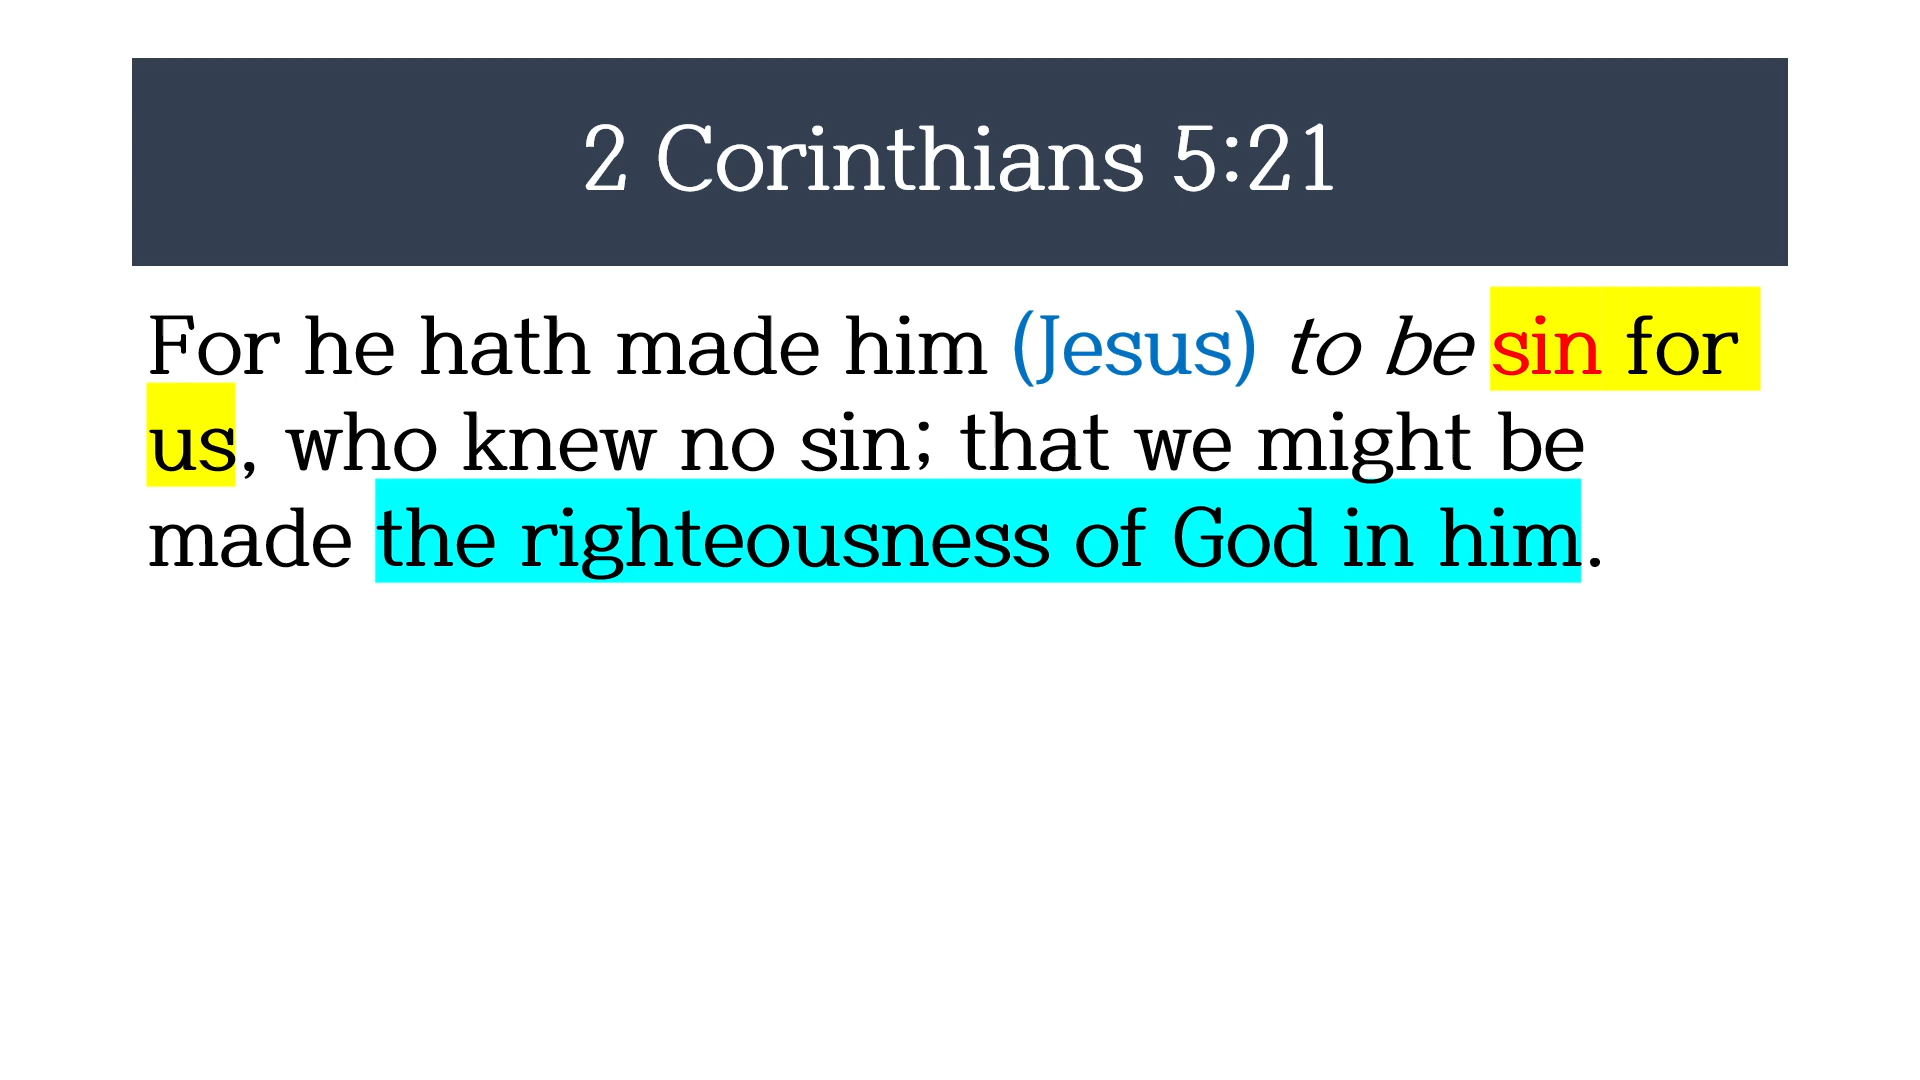 2 Corinthians 5:21
For he hath made him (Jesus) to be sin for
us, who knew no sin; that we might be
made the righteousness of God in him.